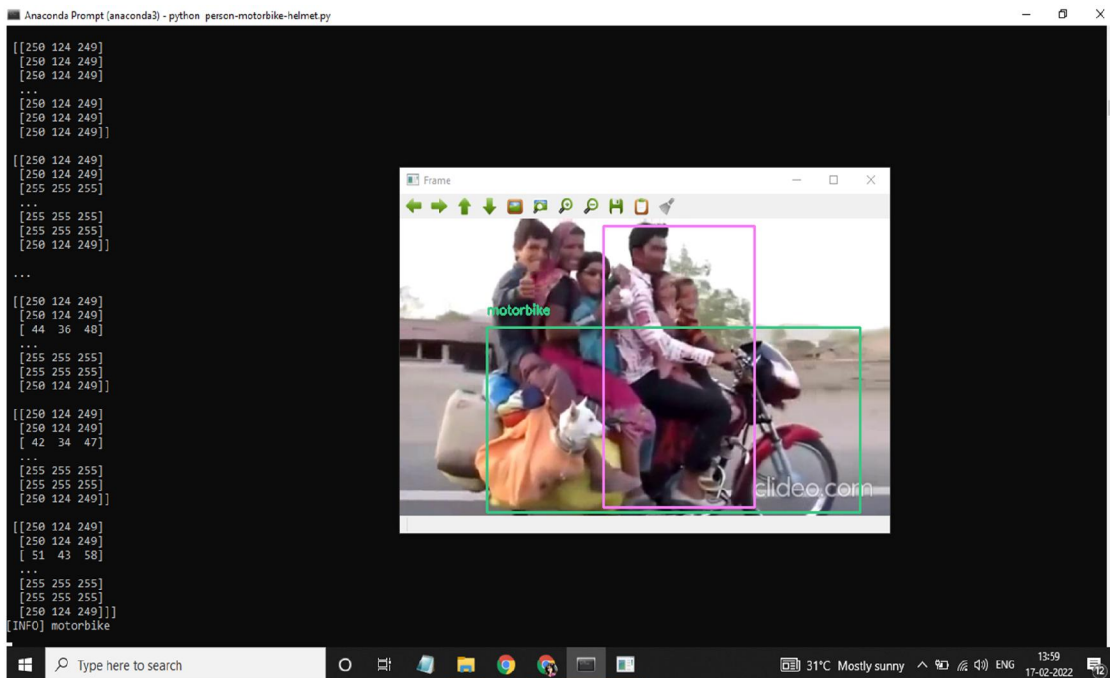 Anaconda Prompt (anaconda3) - python person-motorbike-helmet.py
[[250 124 249]
[250 124 249]
[250 124 249]
...
[250 124 249]
[250 124 249]
[250 124 249]]
[[250 124 249]
[250 124 249]
[255 255 255]
...
[255 255 255]
[255 255 255]
[250 124 249]]
...
[[250 124 249]
[250 124 249]
[ 44 36 48]
...
[255 255 255]
[255 255 255]
[250 124 249]]
[[250 124 249]
[250 124 249]
[ 42 34 47]
...
[255 255 255]
[255 255 255]
[250 124 249]]
[[250 124 249]
[250 124 249]
[ 51 43 58]
...
[255 255 255]
[255 255 255]
[250 124 249]]]
[INFO] motorbike
Frame
motorbike
clideo.com
Type here to search
31°C Mostly sunny
ENG
13:59
17-02-2022
12